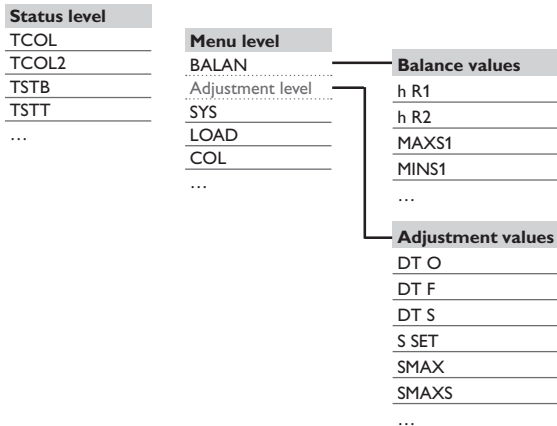 Status level
TCOL
TCOL2
TSTB
TSTT
…
Menu level
BALAN
Adjustment level
SYS
LOAD
COL
…
Balance values
h R1
h R2
MAXS1
MINS1
…
Adjustment values
DT O
DT F
DT S
S SET
SMAX
SMAXS
…